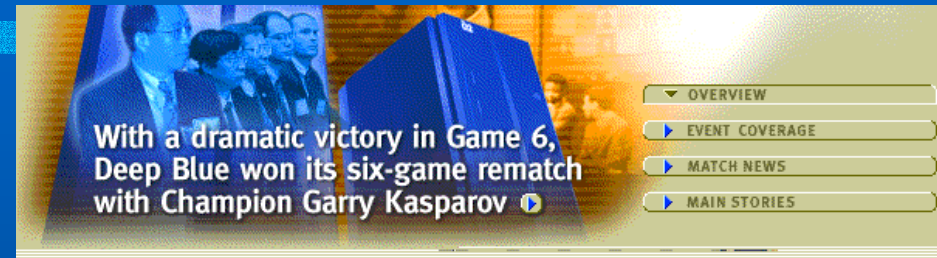 With a dramatic victory in Game 6,
Deep Blue won its six-game rematch
with Champion Garry Kasparov
OVERVIEW
EVENT COVERAGE
MATCH NEWS
MAIN STORIES